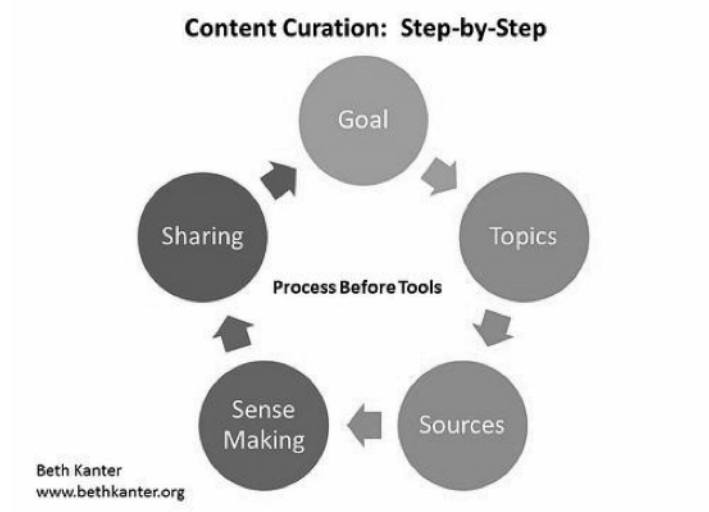 Content Curation: Step-by-Step
Goal
Topics
Sources
Sense
Making
Sharing
Process Before Tools
Beth Kanter
www.bethkanter.org